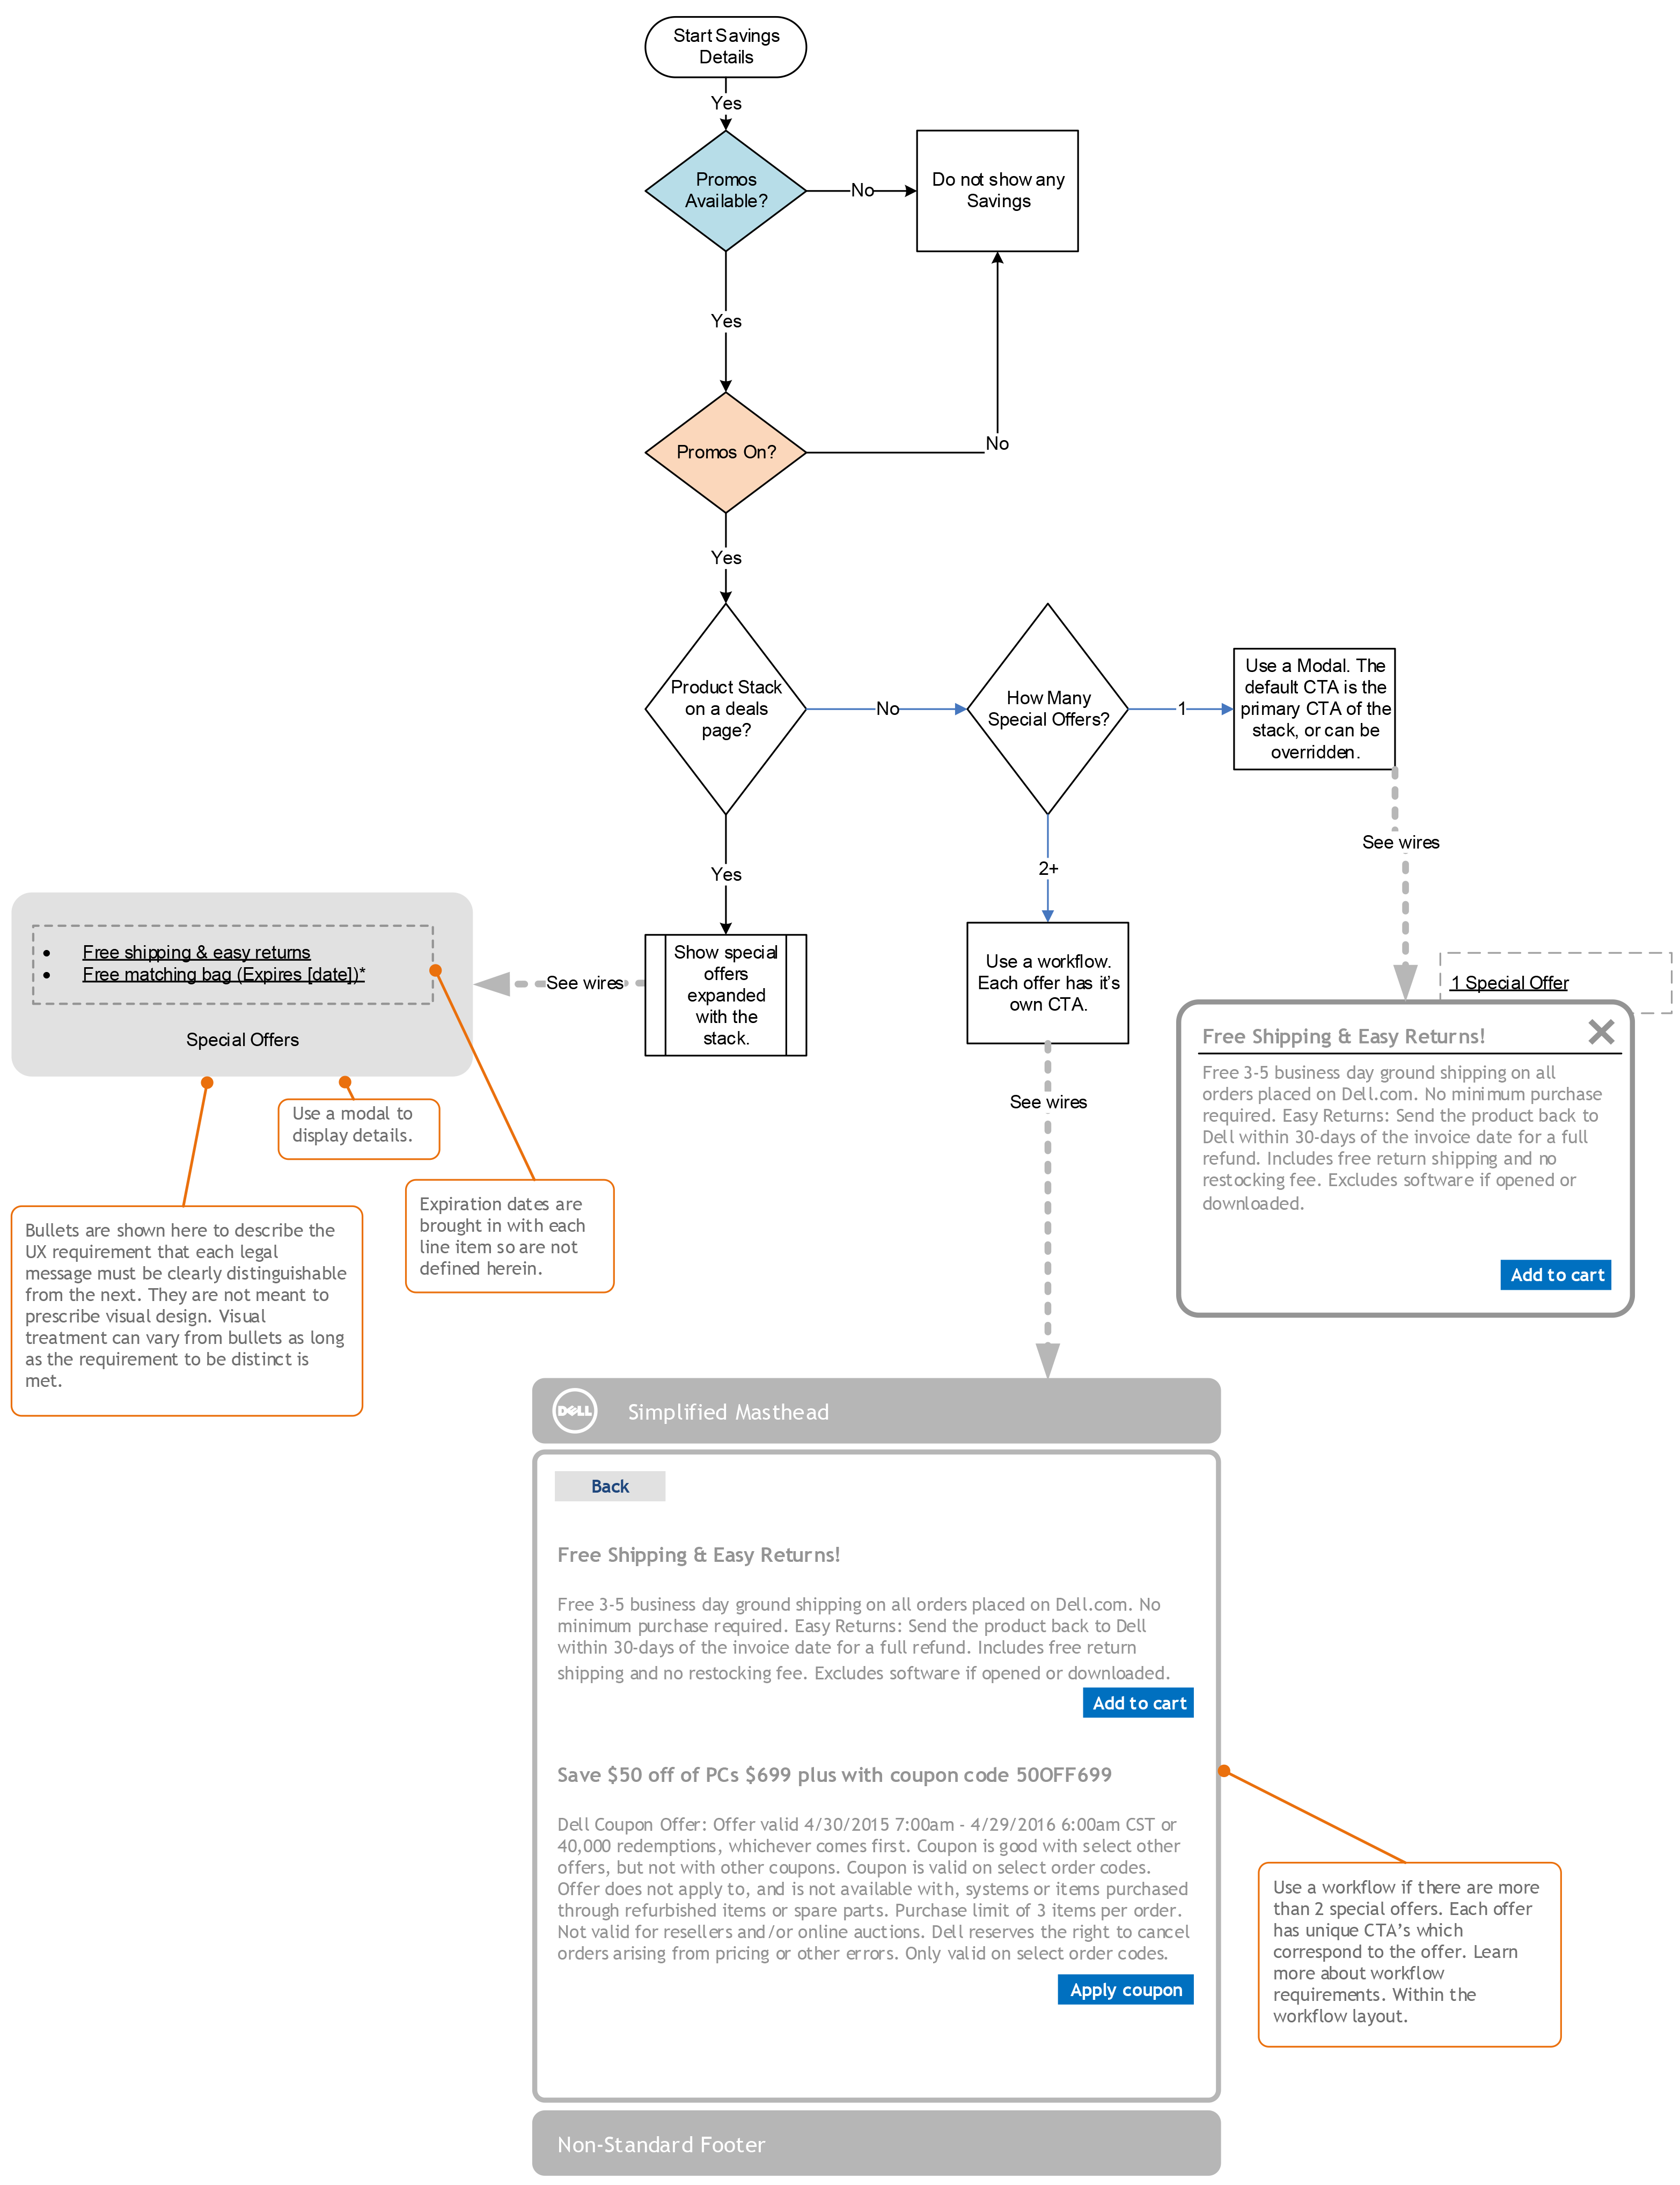 Start Savings
Details
Yes
Promos
Available?
No
Do not show any
Savings
Yes
Promos On?
No
Yes
Product Stack
on a deals
page?
No
How Many
Special Offers?
1
Use a Modal. The
default CTA is the
primary CTA of the
stack, or can be
overridden.
See wires
Yes
2+
Show special
offers
expanded
with the
stack.
See wires
Free shipping & easy returns
Free matching bag (Expires [date])*
Special Offers
Use a workflow.
Each offer has it’s
own CTA.
See wires
1 Special Offer
Free Shipping & Easy Returns!
Free 3-5 business day ground shipping on all
orders placed on Dell.com. No minimum purchase
required. Easy Returns: Send the product back to
Dell within 30-days of the invoice date for a full
refund. Includes free return shipping and no
restocking fee. Excludes software if opened or
downloaded.
Add to cart
Use a modal to
display details.
Expiration dates are
brought in with each
line item so are not
defined herein.
Bullets are shown here to describe the
UX requirement that each legal
message must be clearly distinguishable
from the next. They are not meant to
prescribe visual design. Visual
treatment can vary from bullets as long
as the requirement to be distinct is
met.
DELL
Simplified Masthead
Back
Free Shipping & Easy Returns!
Free 3-5 business day ground shipping on all orders placed on Dell.com. No
minimum purchase required. Easy Returns: Send the product back to Dell
within 30-days of the invoice date for a full refund. Includes free return
shipping and no restocking fee. Excludes software if opened or downloaded.
Add to cart
Save $50 off of PCs $699 plus with coupon code 50OFF699
Dell Coupon Offer: Offer valid 4/30/2015 7:00am - 4/29/2016 6:00am CST or
40,000 redemptions, whichever comes first. Coupon is good with select other
offers, but not with other coupons. Coupon is valid on select order codes.
Offer does not apply to, and is not available with, systems or items purchased
through refurbished items or spare parts. Purchase limit of 3 items per order.
Not valid for resellers and/or online auctions. Dell reserves the right to cancel
orders arising from pricing or other errors. Only valid on select order codes.
Apply coupon
Use a workflow if there are more
than 2 special offers. Each offer
has unique CTA’s which
correspond to the offer. Learn
more about workflow
requirements. Within the
workflow layout.
Non-Standard Footer